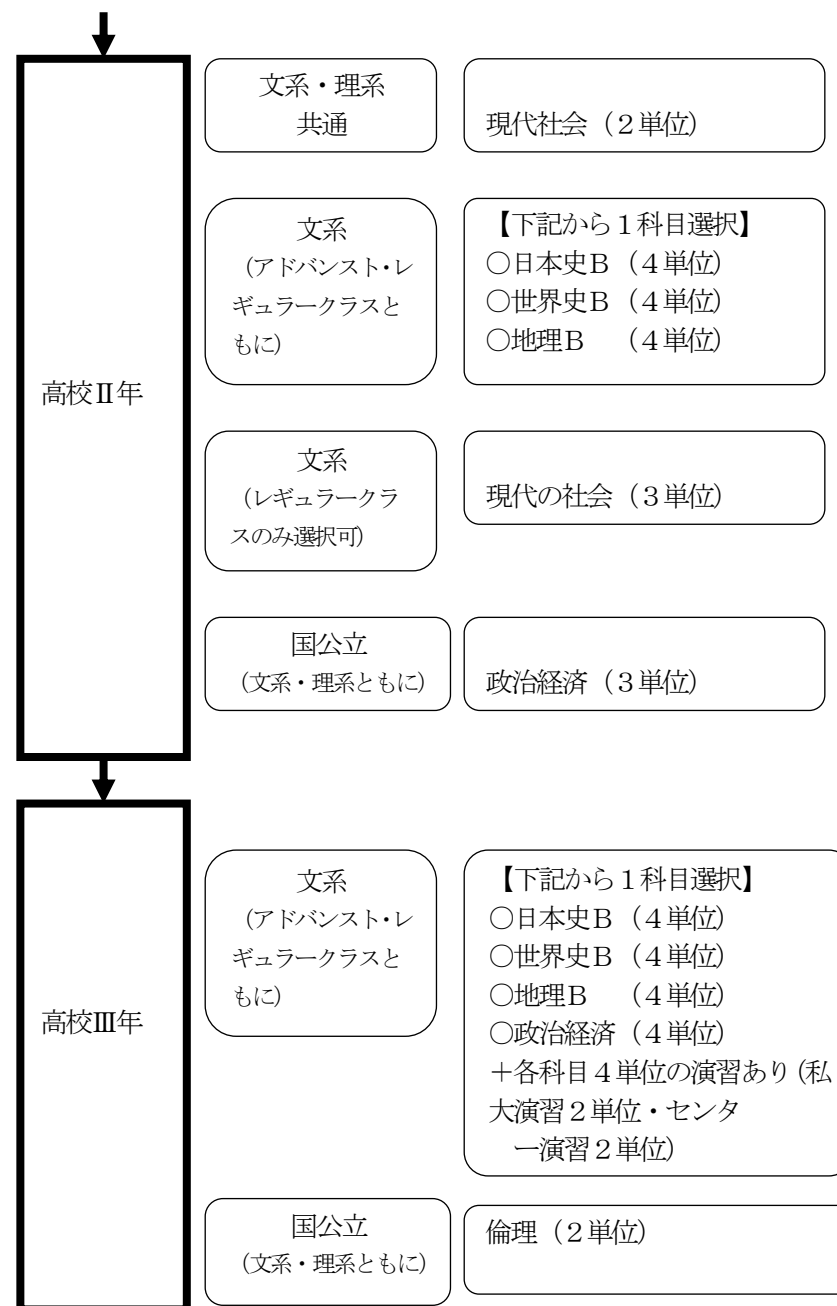 高校Ⅱ年
文系・理系
共通
現代社会（２単位）
文系
（アドバンスト・レ
ギュラークラスと
もに）
【下記から１科目選択】
○日本史Ｂ（４単位）
○世界史Ｂ（４単位）
○地理Ｂ　（４単位）
文系
（レギュラークラ
スのみ選択可）
現代の社会（３単位）
国公立
（文系・理系ともに）
政治経済（３単位）
高校Ⅲ年
文系
（アドバンスト・レ
ギュラークラスと
もに）
【下記から１科目選択】
○日本史Ｂ（４単位）
○世界史Ｂ（４単位）
○地理Ｂ　（４単位）
○政治経済（４単位）
＋各科目４単位の演習あり（私
大演習２単位・センタ
ー演習２単位）
国公立
（文系・理系ともに）
倫理（２単位）